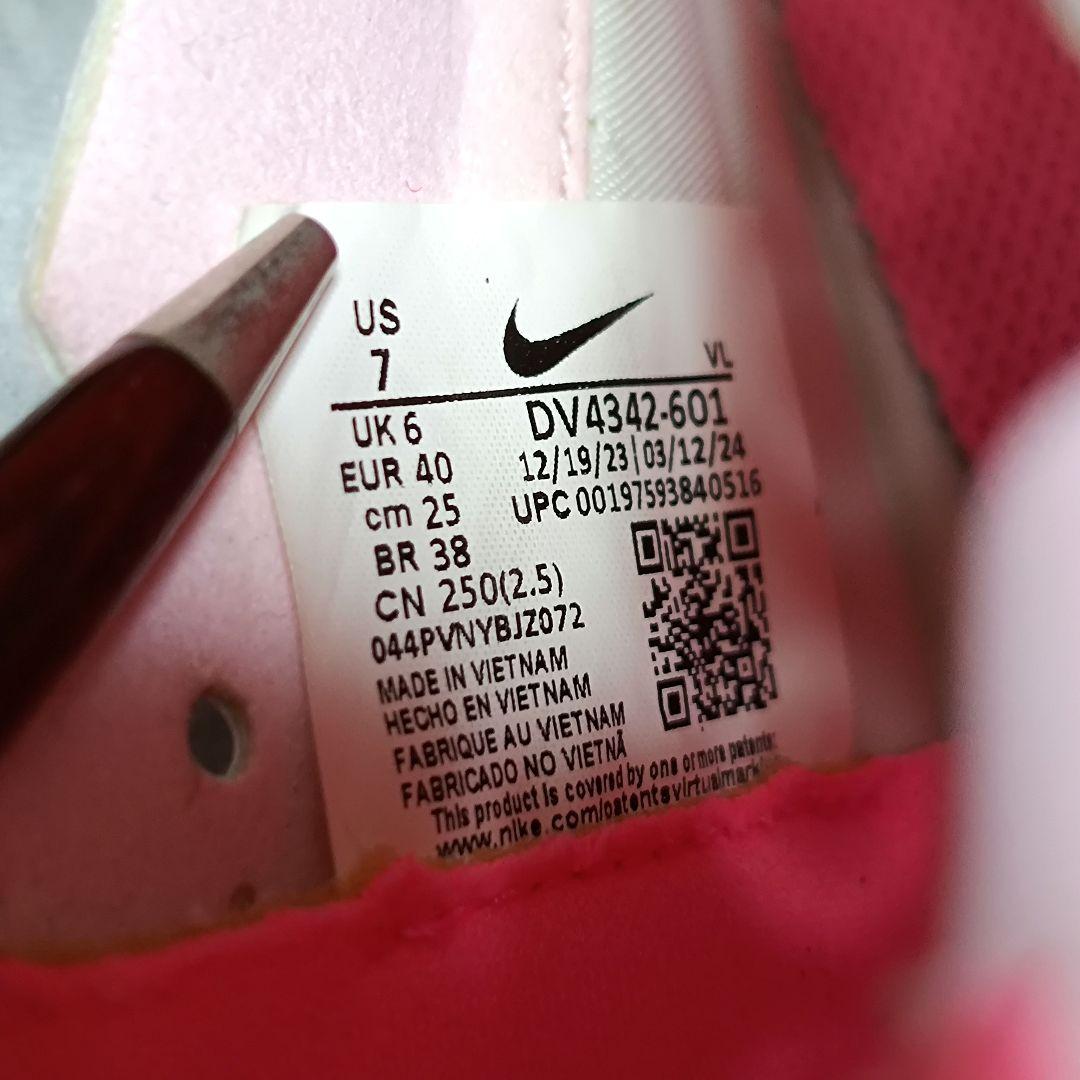 US
7
VL
UK 6
DV4342-601
EUR 40
12/19/23|03/12/24
cm 25
UPC 00197593840516
BR 38
CN 250(2.5)
044PVNYBJZ072
MADE IN VIETNAM
HECHO EN VIETNAM
FABRIQUE AU VIETNAM
FABRICADO NO VIETNÃ
This product is covered by one or more patents
www.nike.com/patentsvirtualmark